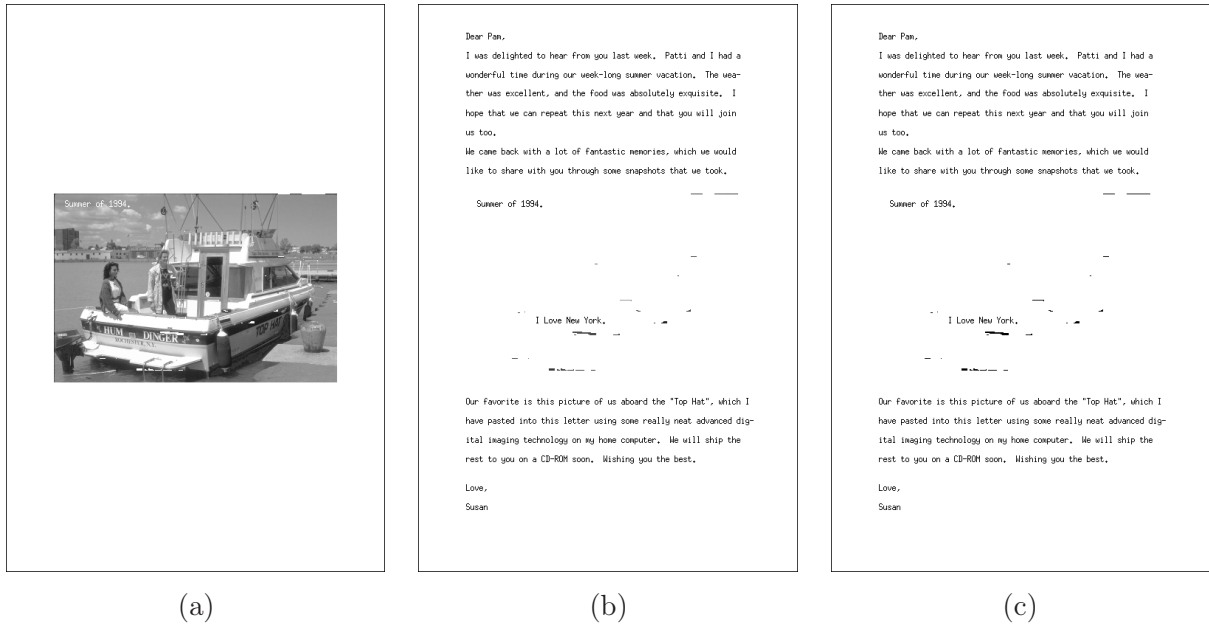 Summer of 1994.
HUM DINGER
ROCHESTER, N.Y.
TOP HAT
(a)
Dear Pam,
I was delighted to hear from you last week. Patti and I had a
wonderful time during our week-long summer vacation. The wea-
ther was excellent, and the food was absolutely exquisite. I
hope that we can repeat this next year and that you will join
us too.
We came back with a lot of fantastic memories, which we would
like to share with you through some snapshots that we took.
Summer of 1994.
I Love New York.
Our favorite is this picture of us aboard the "Top Hat", which I
have pasted into this letter using some really neat advanced dig-
ital imaging technology on my home computer. We will ship the
rest to you on a CD-ROM soon. Wishing you the best.
Love,
Susan
(b)
Dear Pam,
I was delighted to hear from you last week. Patti and I had a
wonderful time during our week-long summer vacation. The wea-
ther was excellent, and the food was absolutely exquisite. I
hope that we can repeat this next year and that you will join
us too.
We came back with a lot of fantastic memories, which we would
like to share with you through some snapshots that we took.
Summer of 1994.
I Love New York.
Our favorite is this picture of us aboard the "Top Hat", which I
have pasted into this letter using some really neat advanced dig-
ital imaging technology on my home computer. We will ship the
rest to you on a CD-ROM soon. Wishing you the best.
Love,
Susan
(c)